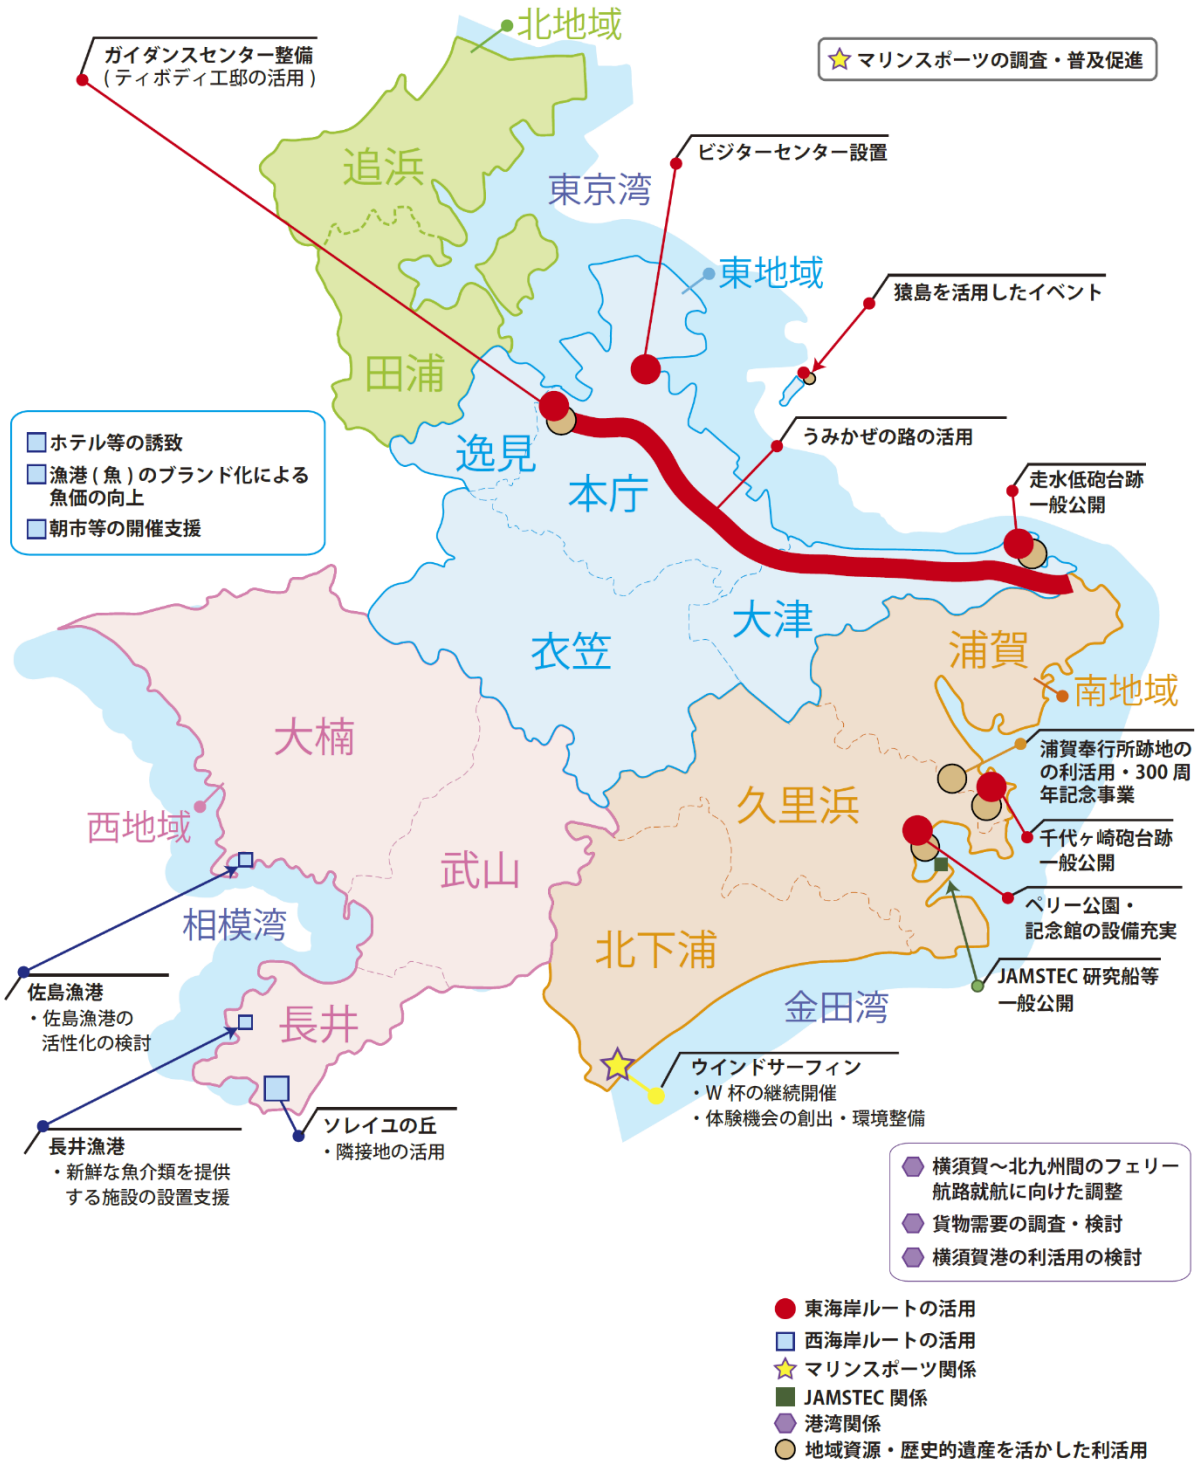 北地域
ガイダンスセンター整備
( ティボディエ邸の活用 )
マリンスポーツの調査・普及促進
追浜
東京湾
ビジターセンター設置
東地域
猿島を活用したイベント
田浦
ホテル等の誘致
漁港 ( 魚 ) のブランド化による
魚価の向上
朝市等の開催支援
逸見
本庁
うみかぜの路の活用
走水低砲台跡
一般公開
衣笠
大津
浦賀
南地域
大楠
西地域
浦賀奉行所跡地の
の利活用・300 周
年記念事業
久里浜
千代ヶ崎砲台跡
一般公開
武山
ペリー公園・
記念館の設備充実
相模湾
北下浦
JAMSTEC 研究船等
一般公開
金田湾
佐島漁港
・佐島漁港の
活性化の検討
長井
ウインドサーフィン
・W 杯の継続開催
・体験機会の創出・環境整備
ソレイユの丘
・隣接地の活用
長井漁港
・新鮮な魚介類を提供
する施設の設置支援
横須賀～北九州間のフェリー
航路就航に向けた調整
貨物需要の調査・検討
横須賀港の利活用の検討
東海岸ルートの活用
西海岸ルートの活用
マリンスポーツ関係
JAMSTEC 関係
港湾関係
地域資源・歴史的遺産を活かした利活用